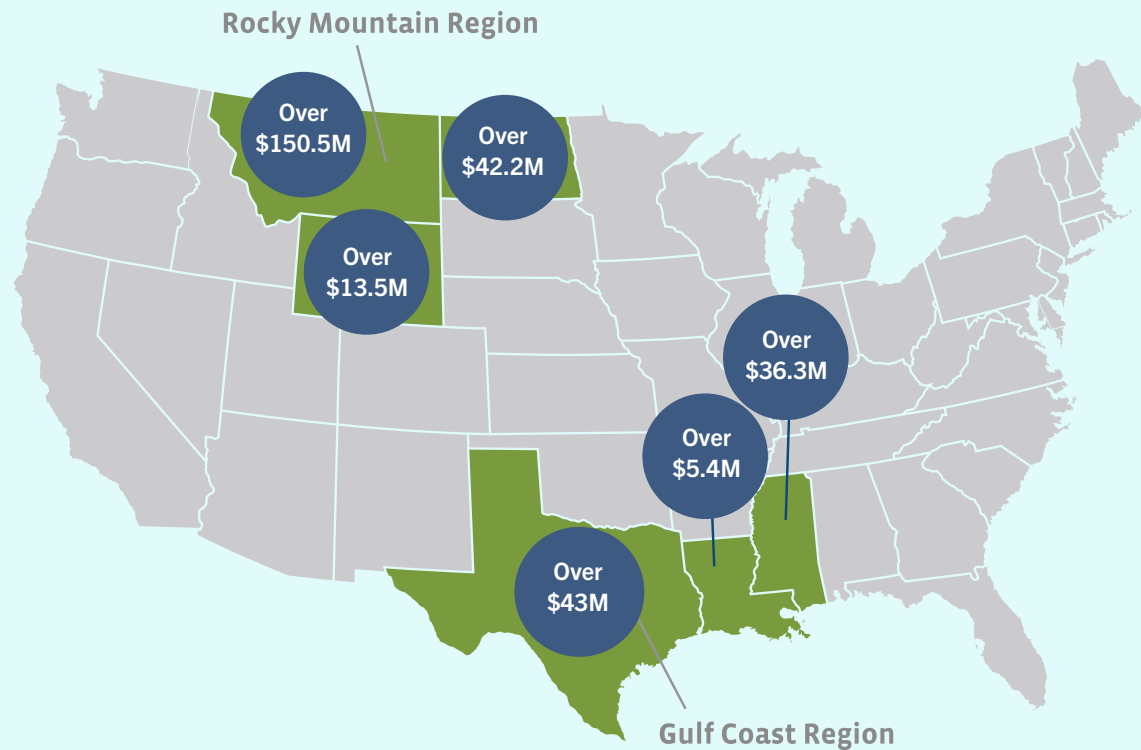 Rocky Mountain Region
Over
$150.5M
Over
$42.2M
Over
$13.5M
Over
$36.3M
Over
$5.4M
Over
$43M
Gulf Coast Region